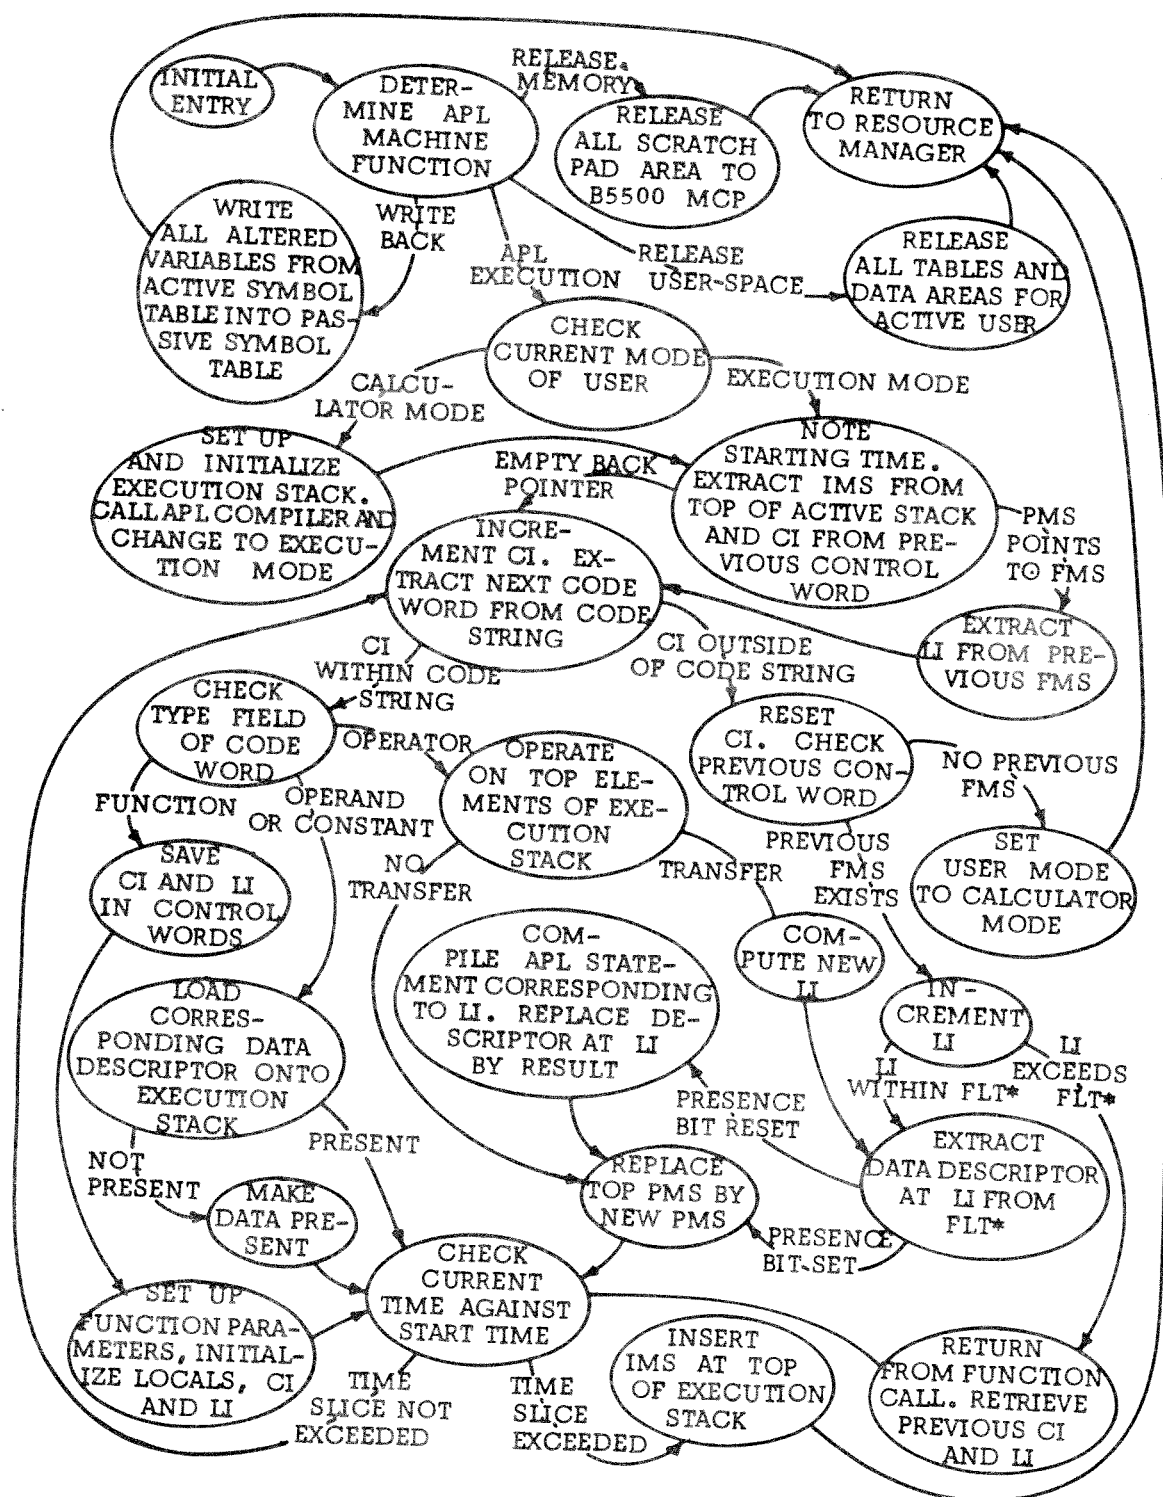 INITIAL
ENTRY
DETER-
MINE APL
MACHINE
FUNCTION
RELEASE
MEMORY
RELEASE
ALL SCRATCH
PAD AREA TO
B5500 MCP
RETURN
TO RESOURCE
MANAGER
WRITE
ALL ALTERED
VARIABLES FROM
ACTIVE SYMBOL
TABLE INTO PAS-
SIVE SYMBOL
TABLE
WRITE
BACK
APL
EXECUTION
RELEASE
USER-SPACE
RELEASE
ALL TABLES AND
DATA AREAS FOR
ACTIVE USER
CHECK
CURRENT MODE
OF USER
CALCU-
LATOR MODE
EXECUTION MODE
SET UP
AND INITIALIZE
EXECUTION STACK.
CALL APL COMPILER AND
CHANGE TO EXECU-
TION MODE
EMPTY BACK
POINTER
NOTE
STARTING TIME.
EXTRACT IMS FROM
TOP OF ACTIVE STACK
AND CI FROM PRE-
VIOUS CONTROL
WORD
PMS
POINTS
TO FMS
INCRE-
MENT CI. EX-
TRACT NEXT CODE
WORD FROM CODE
STRING
EXTRACT
LI FROM PRE-
VIOUS FMS
CI
WITHIN CODE
STRING
CI OUTSIDE
OF CODE STRING
CHECK
TYPE FIELD
OF CODE
WORD
OPERATOR
OPERATE
ON TOP ELE-
MENTS OF EXE-
CUTION
STACK
RESET
CI. CHECK
PREVIOUS CON-
TROL WORD
NO PREVIOUS
FMS
FUNCTION
OPERAND
OR CONSTANT
SAVE
CI AND LI
IN CONTROL
WORDS
NO
TRANSFER
TRANSFER
PREVIOUS
FMS
EXISTS
SET
USER MODE
TO CALCULATOR
MODE
COM-
PILE APL STATE-
MENT CORRESPONDING
TO LI. REPLACE DE-
SCRIPTOR AT LI
BY RESULT
COM-
PUTE NEW
LI
IN-
CREMENT
LI
LOAD
CORRES-
PONDING DATA
DESCRIPTOR ONTO
EXECUTION
STACK
LI
WITHIN FLT*
LI
EXCEEDS
FLT*
PRESENCE
BIT RESET
EXTRACT
DATA DESCRIPTOR
AT LI FROM
FLT*
NOT
PRESENT
PRESENT
MAKE
DATA PRE-
SENT
REPLACE
TOP PMS BY
NEW PMS
PRESENCE
BIT-SET
CHECK
CURRENT
TIME AGAINST
START TIME
SET UP
FUNCTION PARA-
METERS, INITIAL-
IZE LOCALS, CI
AND LI
TIME
SLICE NOT
EXCEEDED
TIME
SLICE
EXCEEDED
INSERT
IMS AT TOP
OF EXECUTION
STACK
RETURN
FROM FUNCTION
CALL. RETRIEVE
PREVIOUS CI
AND LI